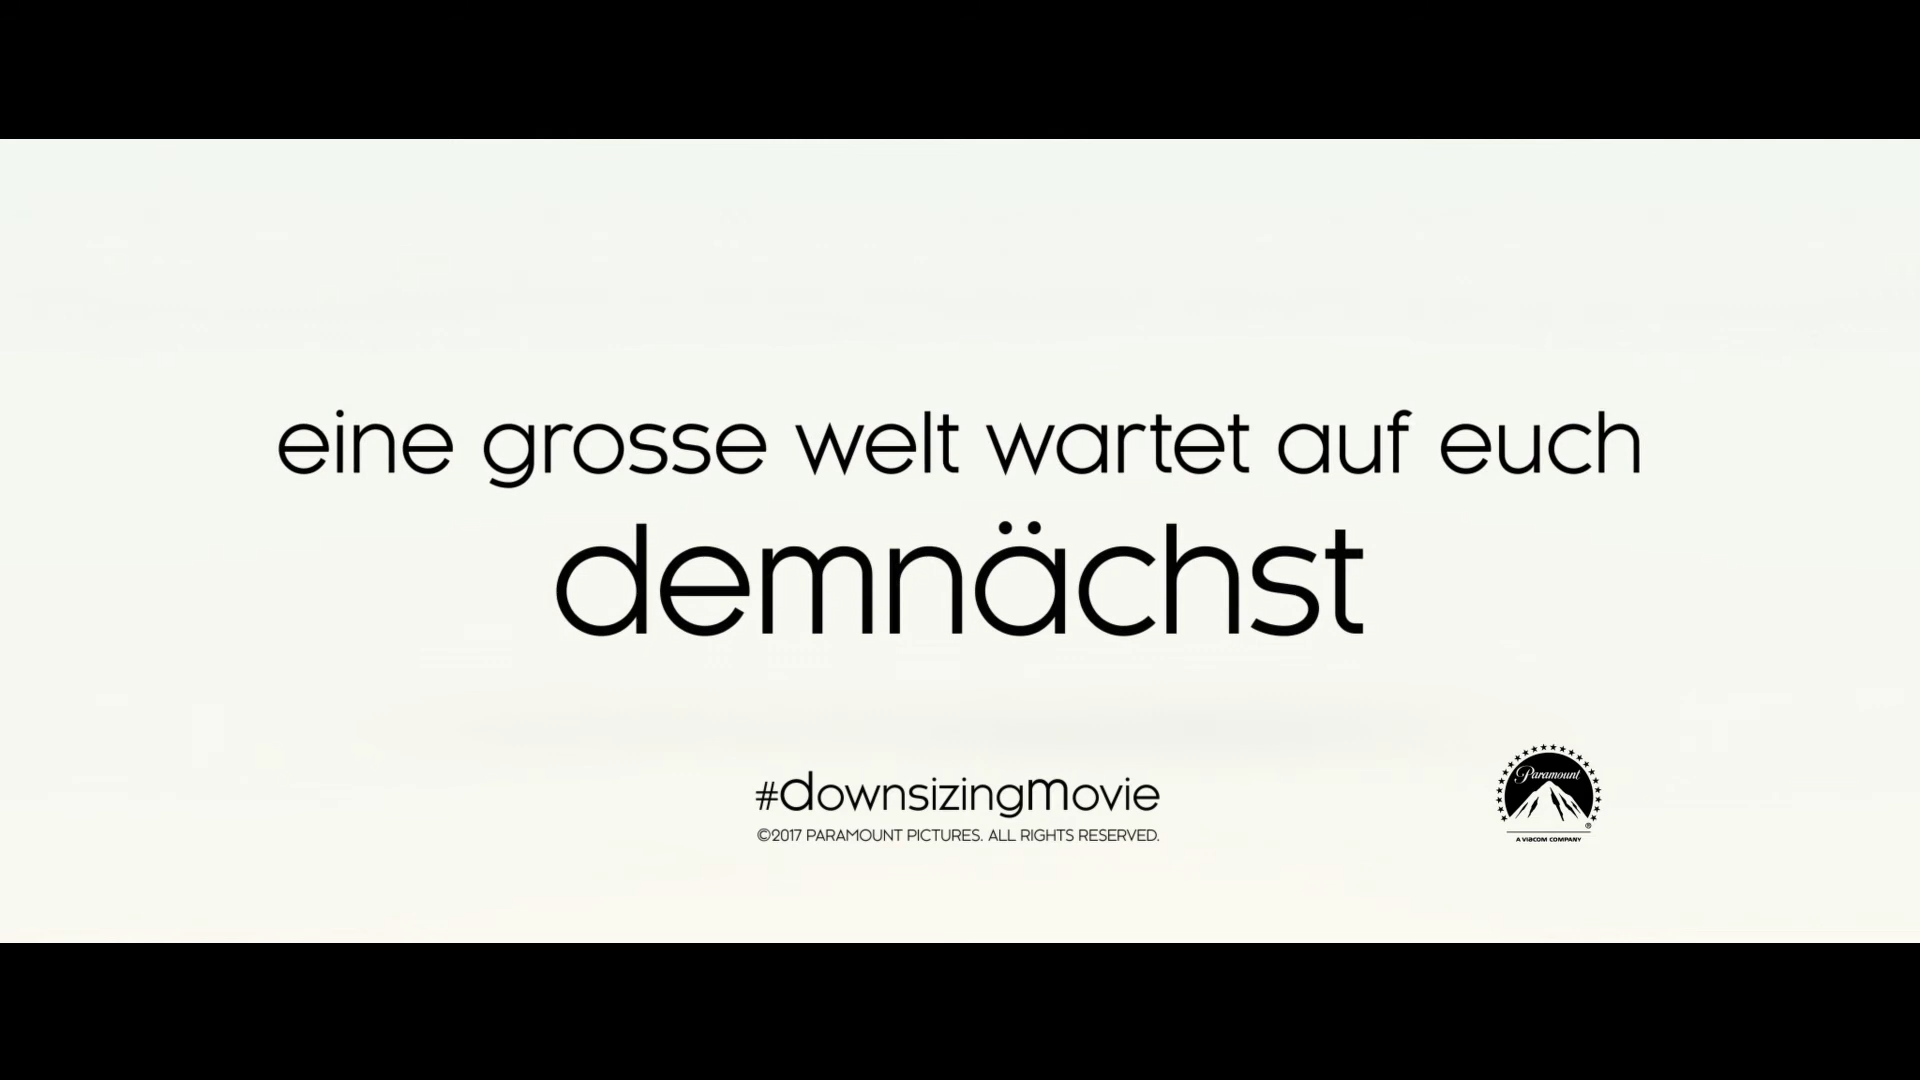 eine grosse welt wartet auf euch
demnächst
#downsizingmovie
©2017 PARAMOUNT PICTURES. ALL RIGHTS RESERVED.
Paramount
®
A VIACOM COMPANY